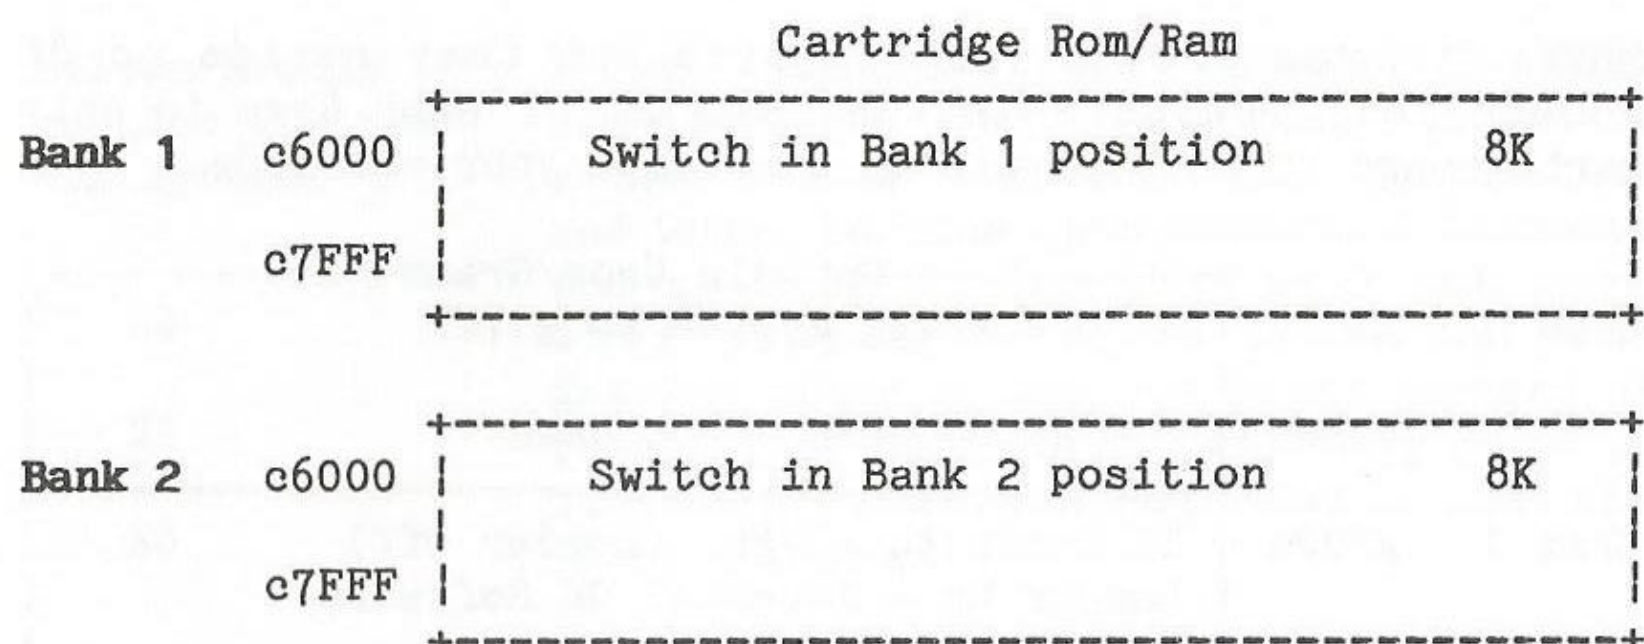 Cartridge Rom/Ram
Bank 1 c6000 Switch in Bank 1 position 8K
c7FFF
Bank 2 c6000 Switch in Bank 2 position 8K
c7FFF